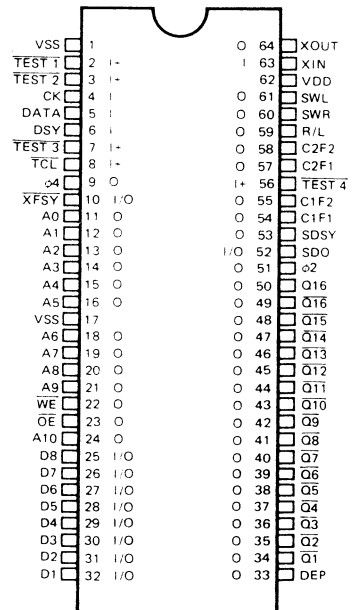 VSS 1 O 64 XOUT
TEST 1 2 I+ I 63 XIN
TEST 2 3 I+ 62 VDD
CK 4 I O 61 SWL
DATA 5 I O 60 SWR
DSY 6 I O 59 R/L
TEST 3 7 I+ O 58 C2F2
TCL 8 I+ O 57 C2F1
φ4 9 O I+ 56 TEST 4
XFSY 10 I/O O 55 C1F2
A0 11 O O 54 C1F1
A1 12 O O 53 SDSY
A2 13 O I/O 52 SDO
A3 14 O O 51 φ2
A4 15 O O 50 Q16
A5 16 O O 49 Q16
VSS 17 O 48 Q15
A6 18 O O 47 Q14
A7 19 O O 46 Q13
A8 20 O O 45 Q12
A9 21 O O 44 Q11
WE 22 O O 43 Q10
OE 23 O O 42 Q9
A10 24 O O 41 Q8
D8 25 I/O O 40 Q7
D7 26 I/O O 39 Q6
D6 27 I/O O 38 Q5
D5 28 I/O O 37 Q4
D4 29 I/O O 36 Q3
D3 30 I/O O 35 Q2
D2 31 I/O O 34 Q1
D1 32 I/O O 33 DEP